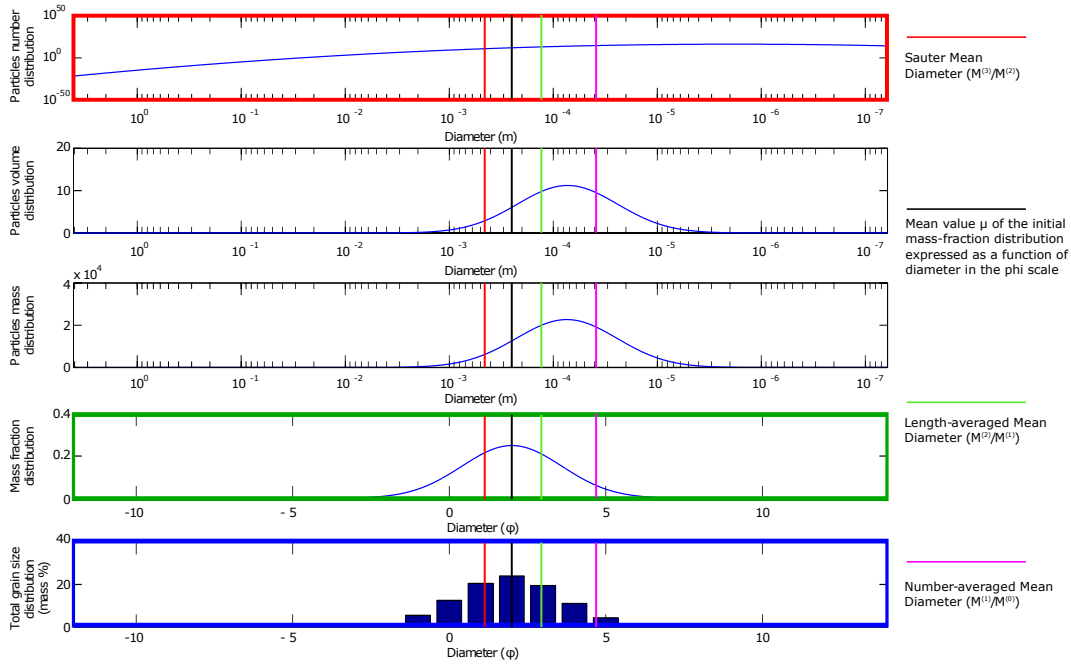 Particles number
distribution
10^50
10^0
10^-50
10^0 10^-1 10^-2 10^-3 10^-4 10^-5 10^-6 10^-7
Diameter (m)
Particles volume
distribution
20
10
0
10^0 10^-1 10^-2 10^-3 10^-4 10^-5 10^-6 10^-7
Diameter (m)
x 10^4
Particles mass
distribution
4
2
0
10^0 10^-1 10^-2 10^-3 10^-4 10^-5 10^-6 10^-7
Diameter (m)
Mass fraction
distribution
0.4
0.2
0
-10 - 5 0 5 10
Diameter (φ)
Total grain size
distribution
(mass %)
40
20
0
-10 - 5 0 5 10
Diameter (φ)
Sauter Mean
Diameter (M^(3)/M^(2))
Mean value μ of the initial
mass-fraction distribution
expressed as a function of
diameter in the phi scale
Length-averaged Mean
Diameter (M^(2)/M^(1))
Number-averaged Mean
Diameter (M^(1)/M^(0))